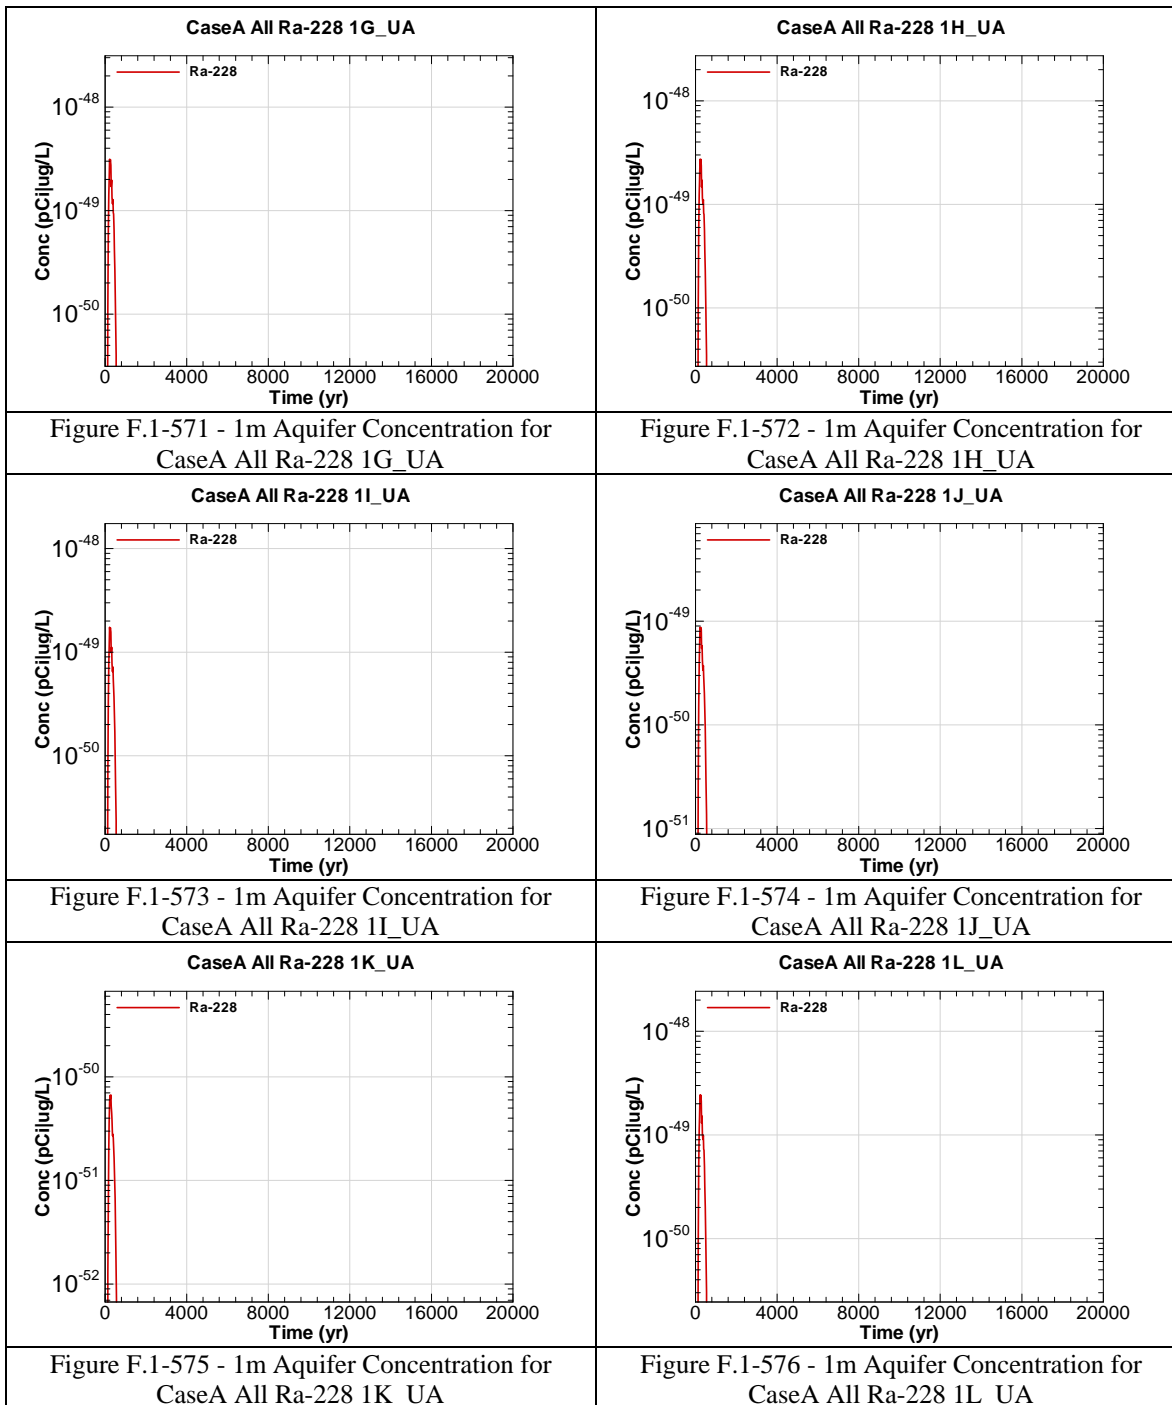 CaseA All Ra-228 1G_UA
Ra-228
10-48
10-49
10-50
Conc (pCi|ug/L)
0 4000 8000 12000 16000 20000
Time (yr)
Figure F.1-571 - 1m Aquifer Concentration for
CaseA All Ra-228 1G_UA
CaseA All Ra-228 1H_UA
Ra-228
10-48
10-49
10-50
Conc (pCi|ug/L)
0 4000 8000 12000 16000 20000
Time (yr)
Figure F.1-572 - 1m Aquifer Concentration for
CaseA All Ra-228 1H_UA
CaseA All Ra-228 1I_UA
Ra-228
10-48
10-49
10-50
Conc (pCi|ug/L)
0 4000 8000 12000 16000 20000
Time (yr)
Figure F.1-573 - 1m Aquifer Concentration for
CaseA All Ra-228 1I_UA
CaseA All Ra-228 1J_UA
Ra-228
10-49
10-50
10-51
Conc (pCi|ug/L)
0 4000 8000 12000 16000 20000
Time (yr)
Figure F.1-574 - 1m Aquifer Concentration for
CaseA All Ra-228 1J_UA
CaseA All Ra-228 1K_UA
Ra-228
10-50
10-51
10-52
Conc (pCi|ug/L)
0 4000 8000 12000 16000 20000
Time (yr)
Figure F.1-575 - 1m Aquifer Concentration for
CaseA All Ra-228 1K_UA
CaseA All Ra-228 1L_UA
Ra-228
10-48
10-49
10-50
Conc (pCi|ug/L)
0 4000 8000 12000 16000 20000
Time (yr)
Figure F.1-576 - 1m Aquifer Concentration for
CaseA All Ra-228 1L_UA